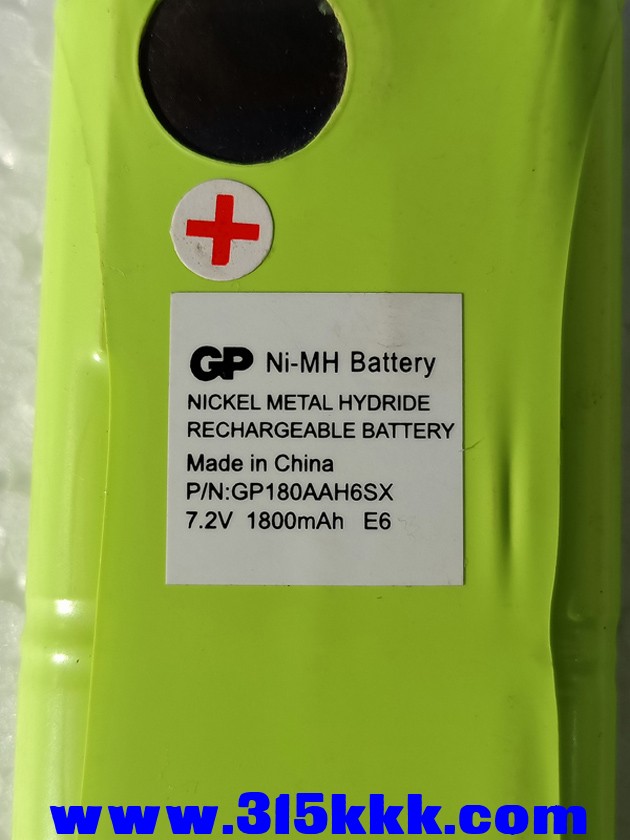 GP Ni-MH Battery
NICKEL METAL HYDRIDE
RECHARGEABLE BATTERY
Made in China
P/N:GP180AAH6SX
7.2V 1800mAh E6
www.315kkk.com